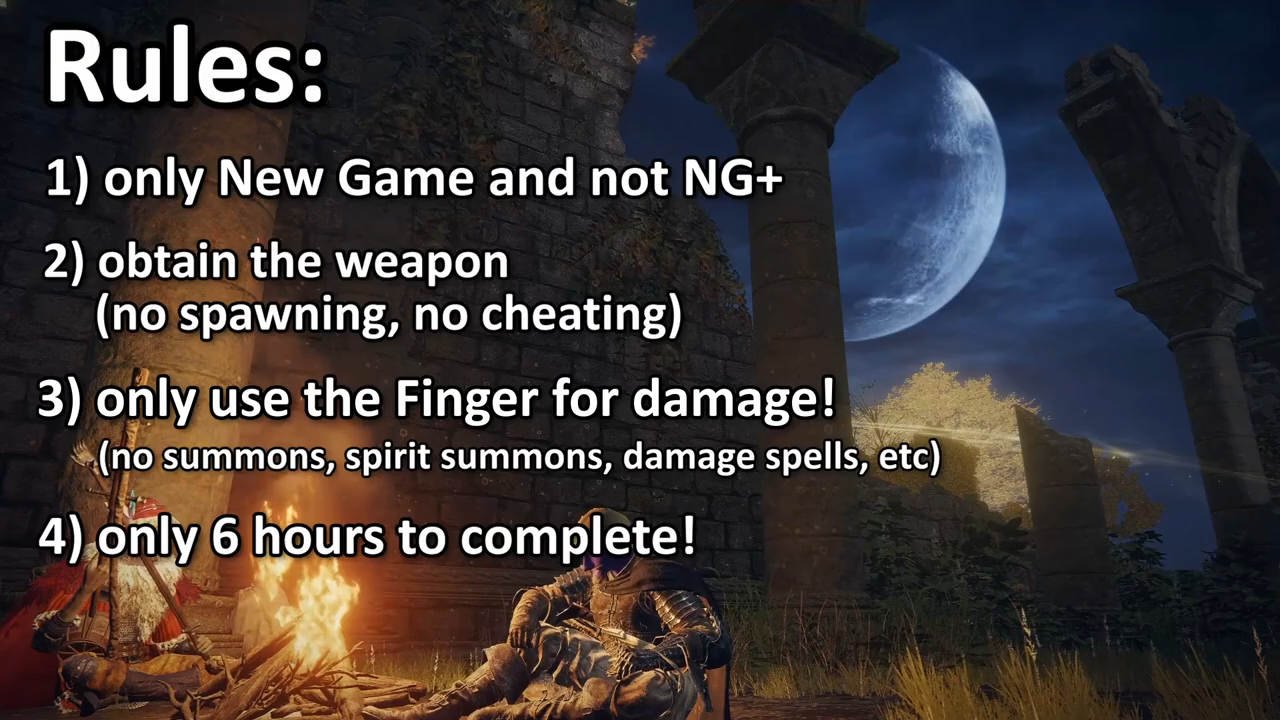 Rules:
1) only New Game and not NG+
2) obtain the weapon
(no spawning, no cheating)
3) only use the Finger for damage!
(no summons, spirit summons, damage spells, etc)
4) only 6 hours to complete!